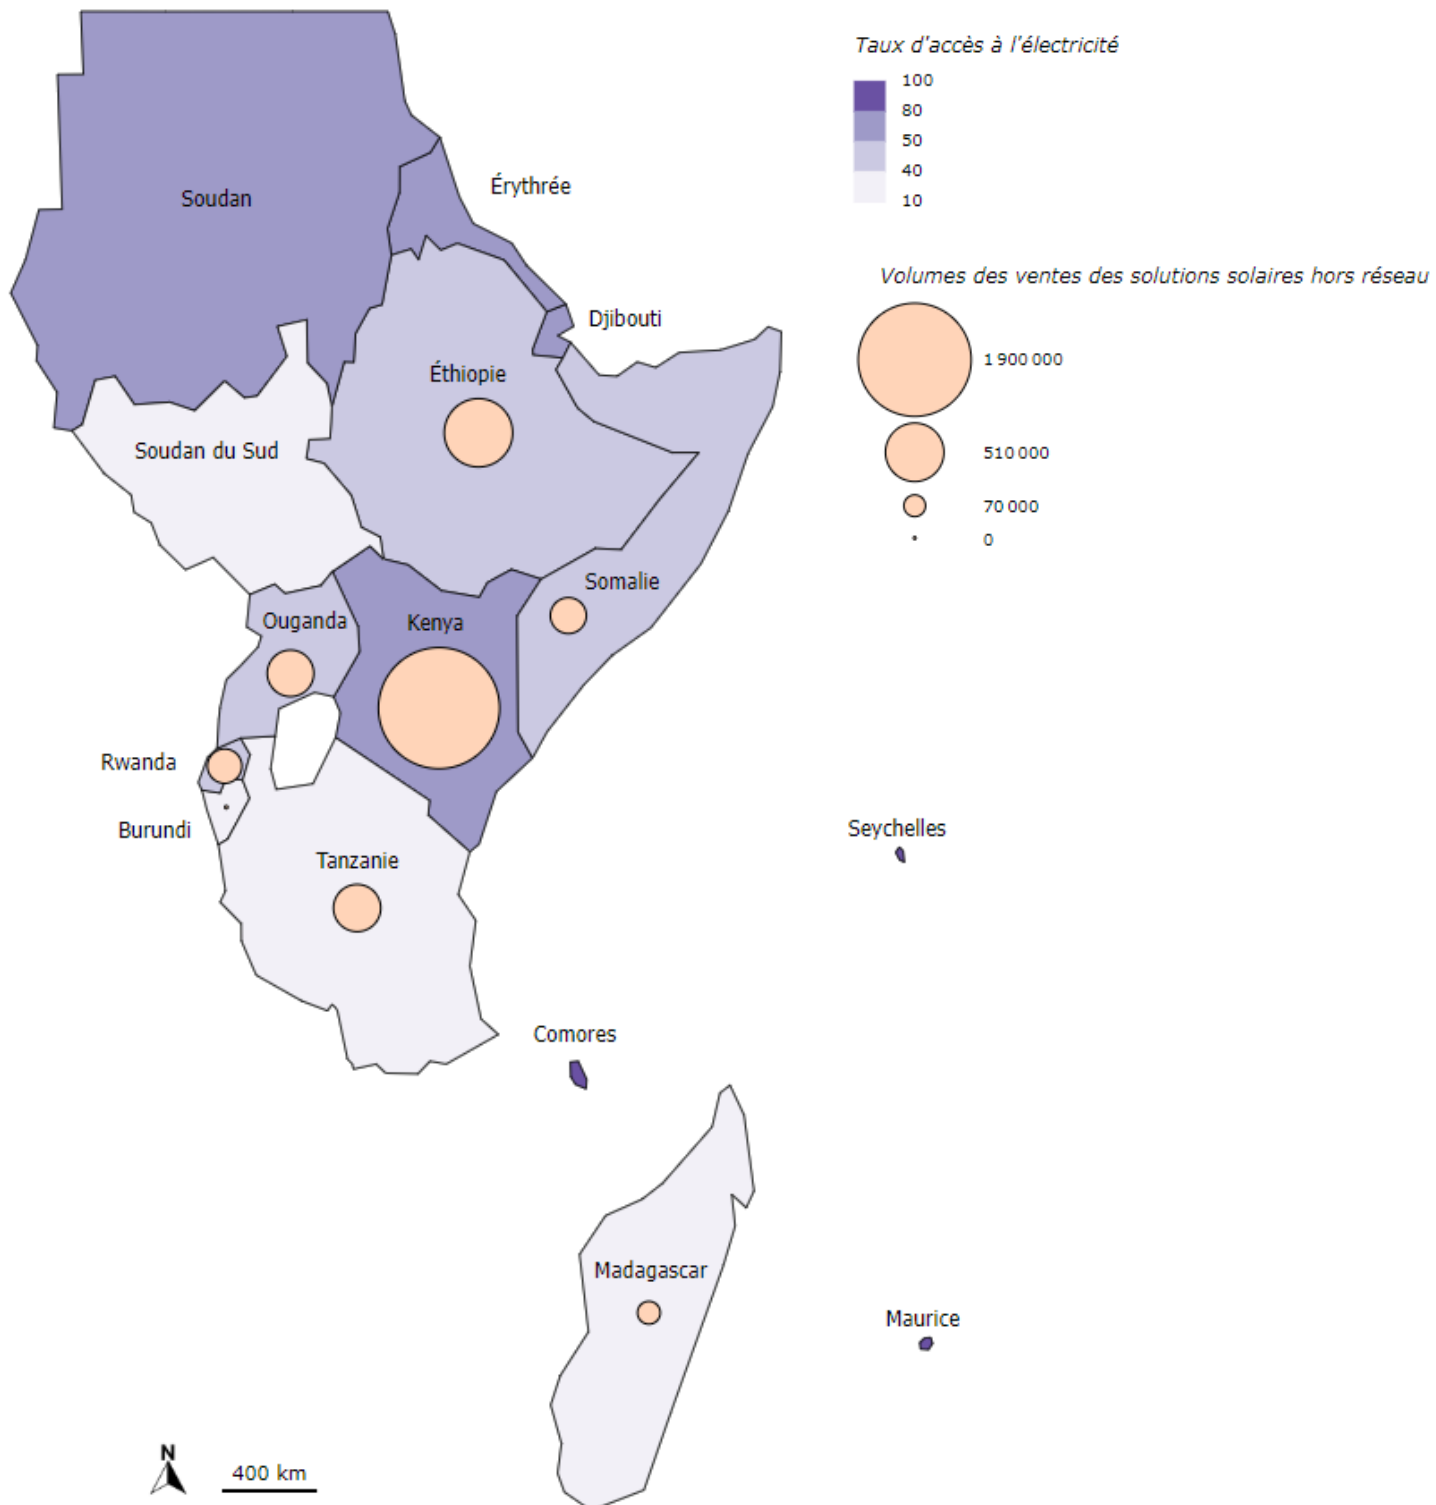 Taux d'accès à l'électricité
100
80
50
40
10
Volumes des ventes des solutions solaires hors réseau
1 900 000
510 000
70 000
0
Soudan
Érythrée
Djibouti
Éthiopie
Soudan du Sud
Somalie
Ouganda
Kenya
Rwanda
Burundi
Seychelles
Tanzanie
Comores
Madagascar
Maurice
N
400 km